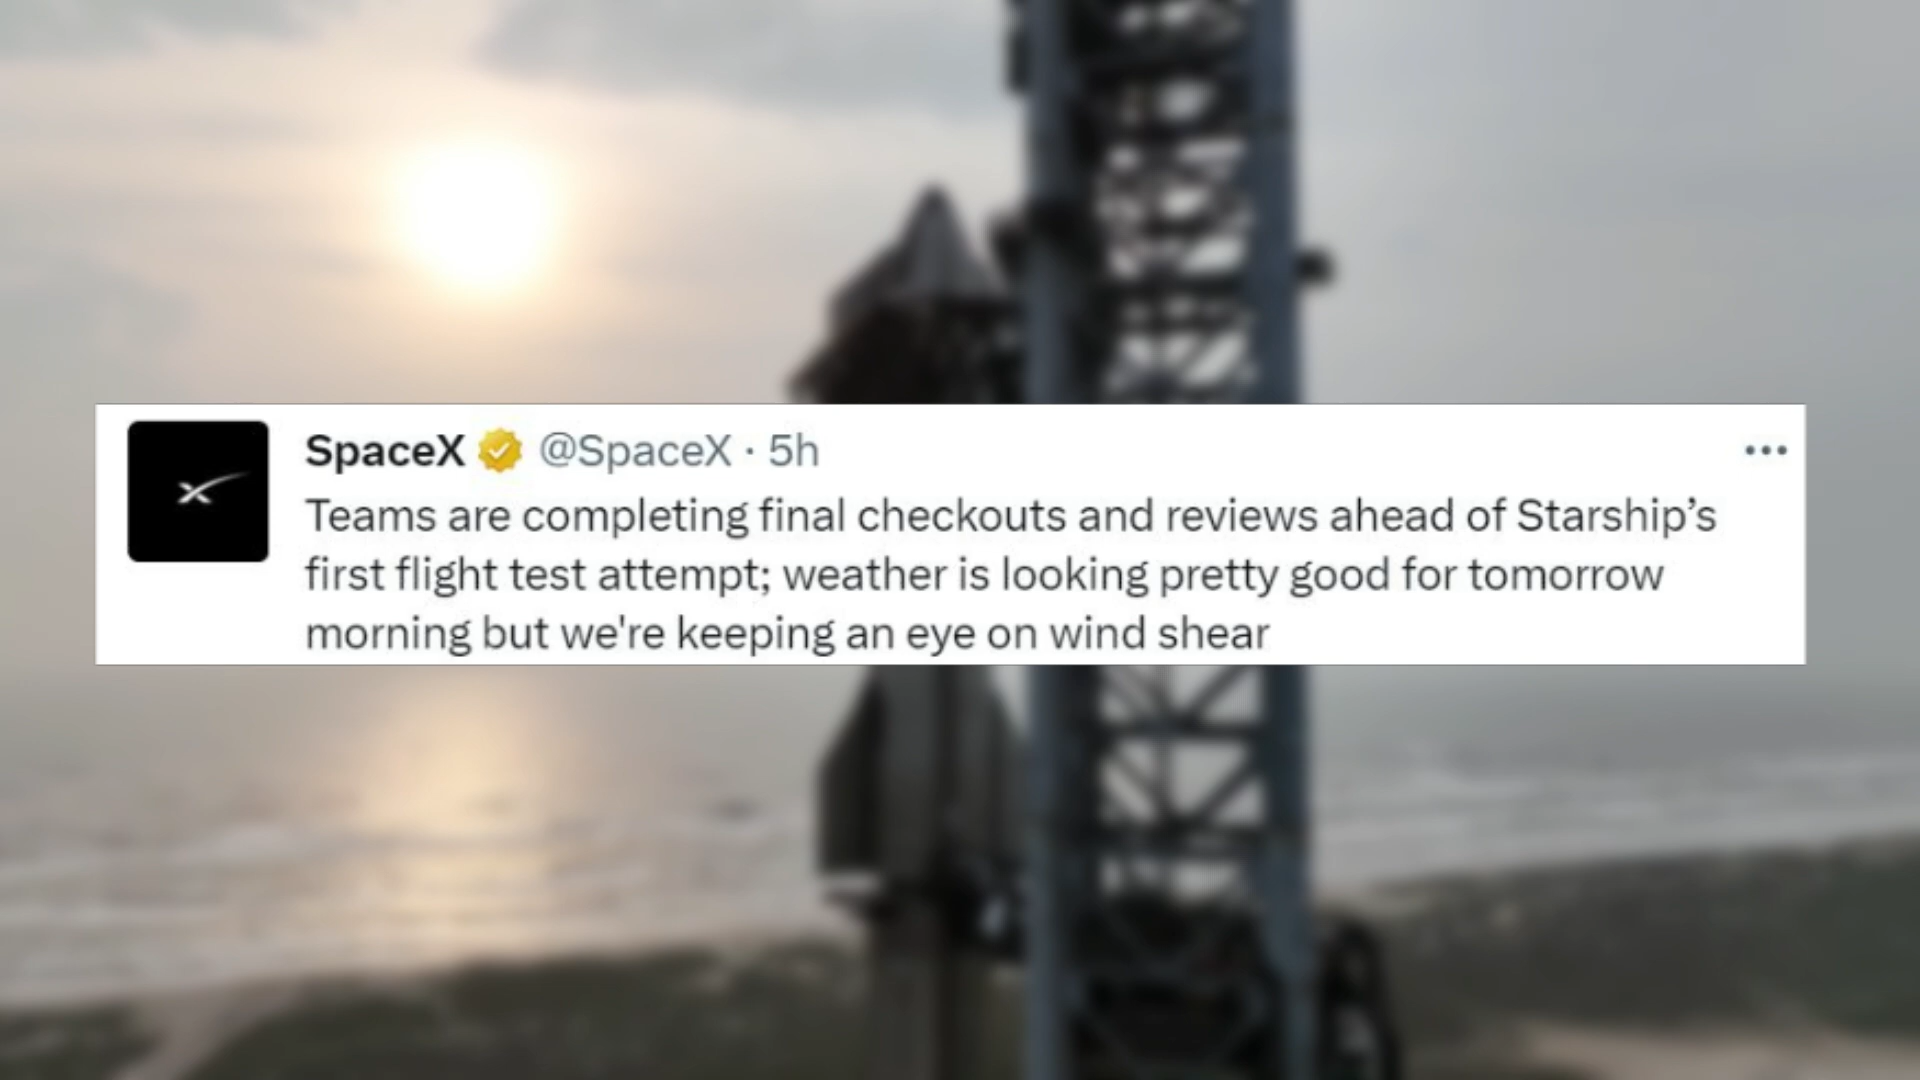 SpaceX @SpaceX · 5h
Teams are completing final checkouts and reviews ahead of Starship’s
first flight test attempt; weather is looking pretty good for tomorrow
morning but we're keeping an eye on wind shear